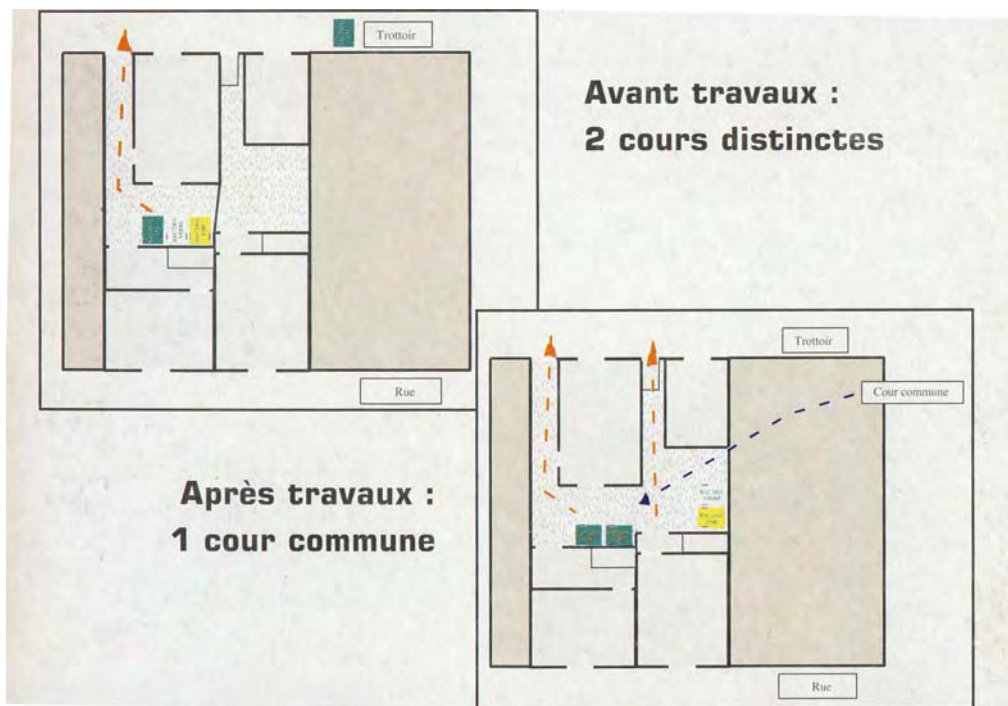 Trottoir
Avant travaux :
2 cours distinctes
Rue
Trottoir
Cour commune
Après travaux :
1 cour commune
Rue